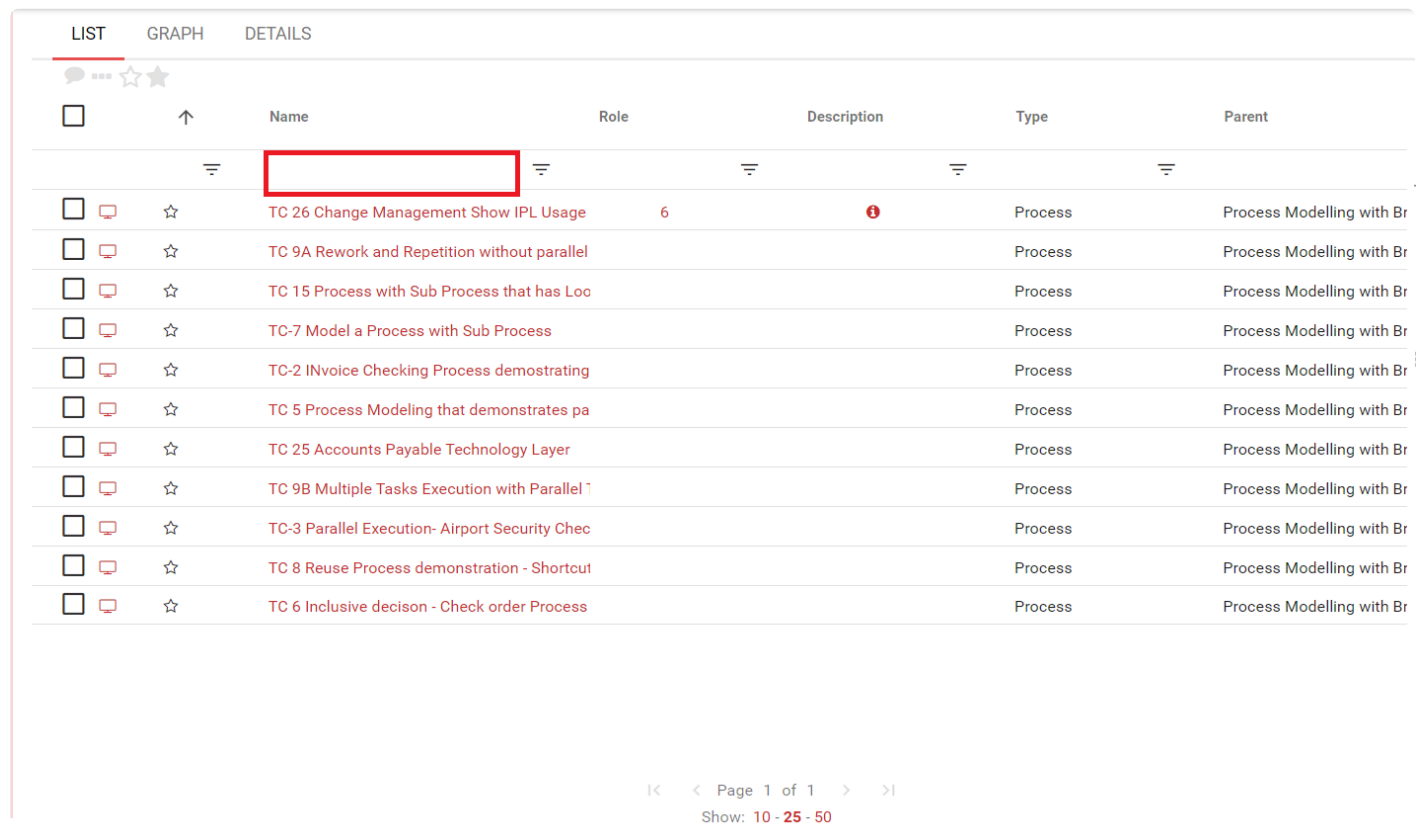 LIST GRAPH DETAILS
Name Role Description Type Parent
TC 26 Change Management Show IPL Usage 6 Process Process Modelling with Br
TC 9A Rework and Repetition without parallel Process Process Modelling with Br
TC 15 Process with Sub Process that has Loo Process Process Modelling with Br
TC-7 Model a Process with Sub Process Process Process Modelling with Br
TC-2 INvoice Checking Process demostrating Process Process Modelling with Br
TC 5 Process Modeling that demonstrates pa Process Process Modelling with Br
TC 25 Accounts Payable Technology Layer Process Process Modelling with Br
TC 9B Multiple Tasks Execution with Parallel T Process Process Modelling with Br
TC-3 Parallel Execution- Airport Security Chec Process Process Modelling with Br
TC 8 Reuse Process demonstration - Shortcut Process Process Modelling with Br
TC 6 Inclusive decison - Check order Process Process Process Modelling with Br
Page 1 of 1
Show: 10 - 25 - 50